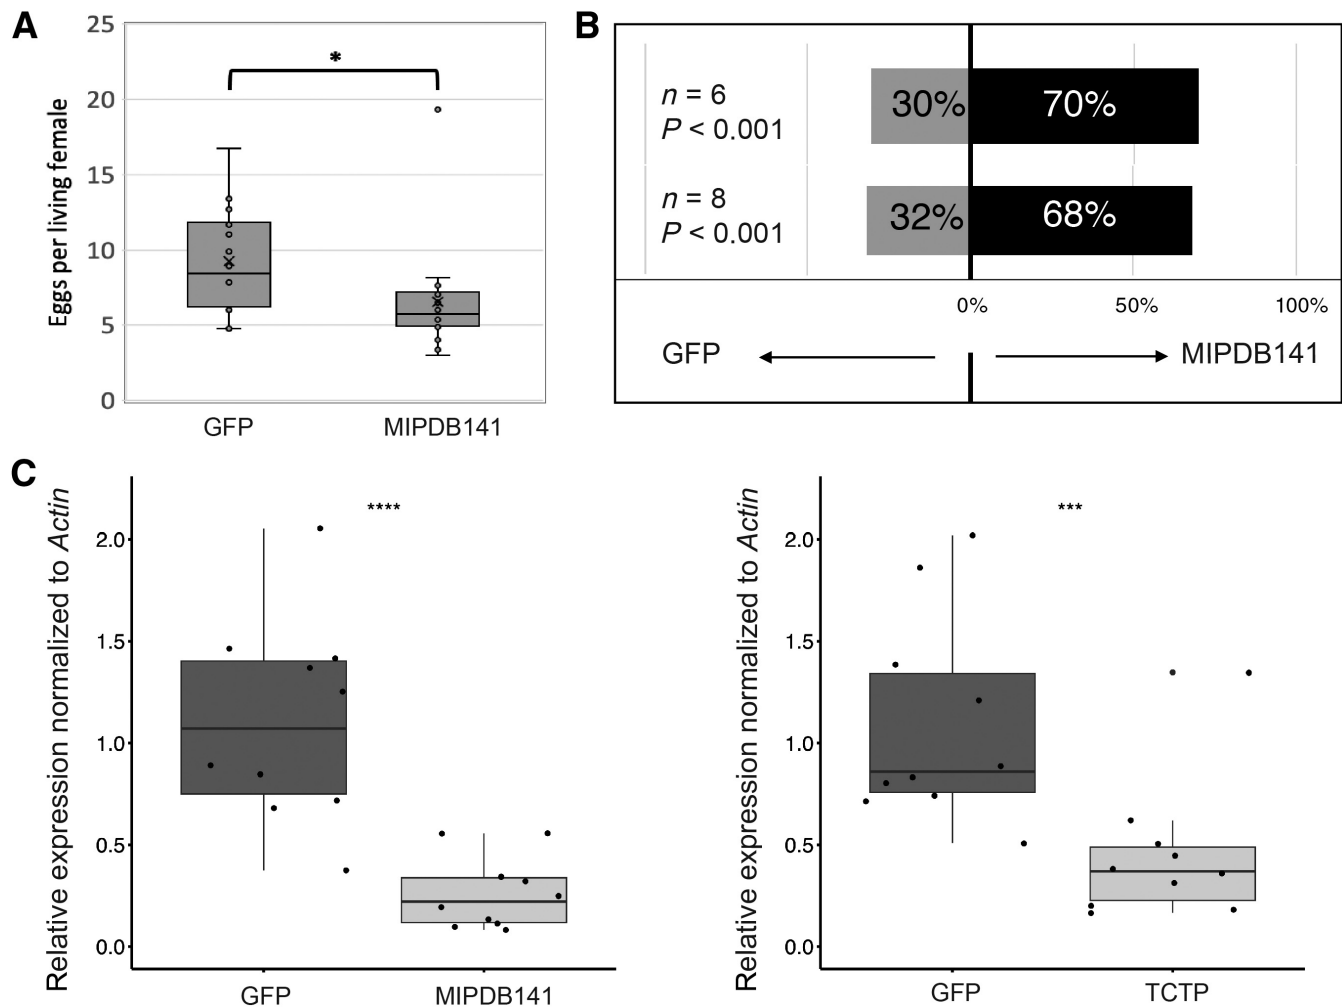 A
Eggs per living female
25
20
15
10
5
0
*
GFP
MIPDB141
B
n = 6
P < 0.001
30%
70%
n = 8
P < 0.001
32%
68%
0%
50%
100%
GFP
MIPDB141
C
Relative expression normalized to Actin
2.0
1.5
1.0
0.5
0.0
****
GFP
MIPDB141
Relative expression normalized to Actin
2.0
1.5
1.0
0.5
0.0
***
GFP
TCTP